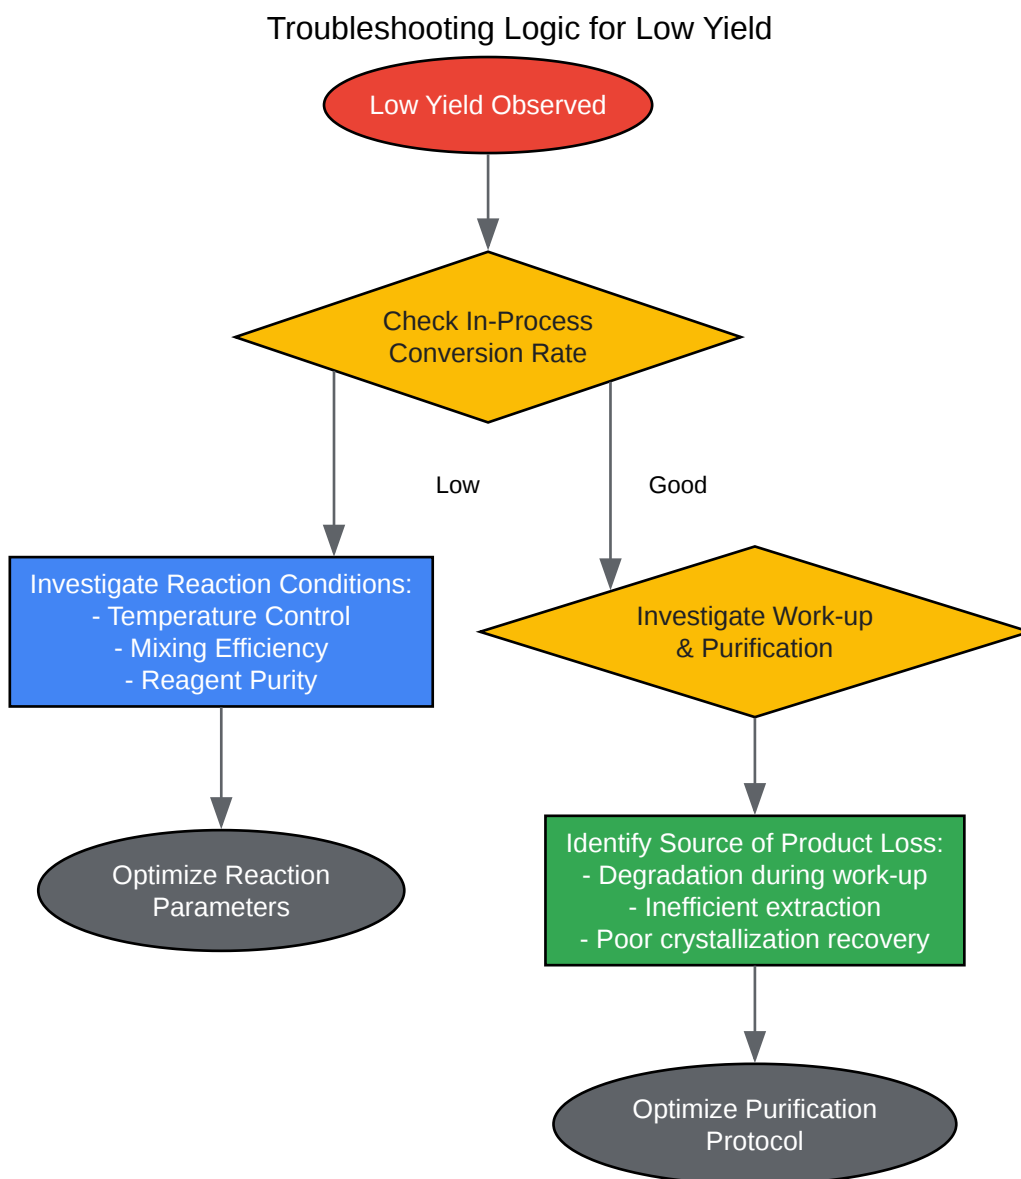 Troubleshooting Logic for Low Yield
Low Yield Observed
Check In-Process
Conversion Rate
Low
Good
Investigate Reaction Conditions:
- Temperature Control
- Mixing Efficiency
- Reagent Purity
Investigate Work-up
& Purification
Optimize Reaction
Parameters
Identify Source of Product Loss:
- Degradation during work-up
- Inefficient extraction
- Poor crystallization recovery
Optimize Purification
Protocol